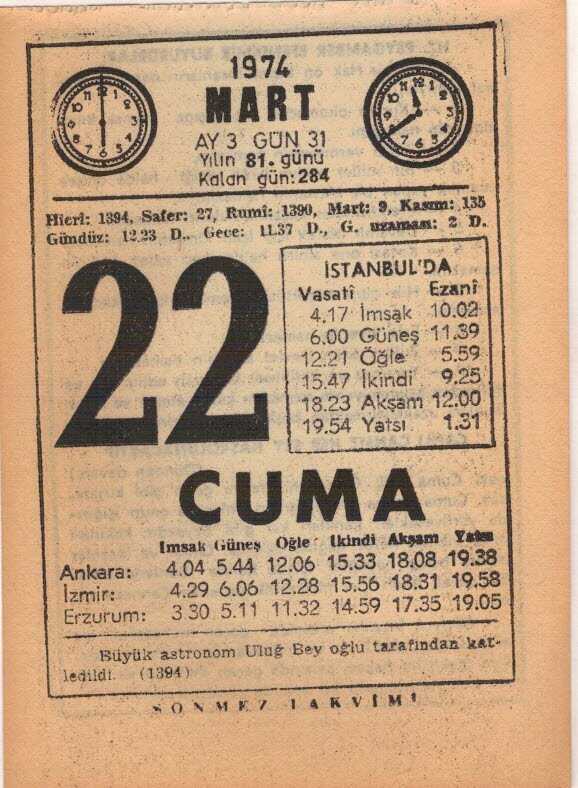 1974
MART
AY 3 GÜN 31
Yılın 81. günü
Kalan gün: 284
Hicrî: 1394, Safer: 27, Rumî: 1390, Mart: 9, Kasım: 135
Gündüz: 12.23 D., Gece: 11.37 D., G. uzaması: 2 D.
22
İSTANBUL'DA
Vasatî Ezanî
4.17 İmsak 10.02
6.00 Güneş 11.39
12.21 Öğle 5.59
15.47 İkindi 9.25
18.23 Akşam 12.00
19.54 Yatsı 1.31
CUMA
İmsak Güneş Öğle İkindi Akşam Yatsı
Ankara: 4.04 5.44 12.06 15.33 18.08 19.38
İzmir: 4.29 6.06 12.28 15.56 18.31 19.58
Erzurum: 3 30 5.11 11.32 14.59 17.35 19.05
Büyük astronom Uluğ Bey oğlu tarafından kat-
ledildi. (1394)
SÖNMEZ TAKVİMİ